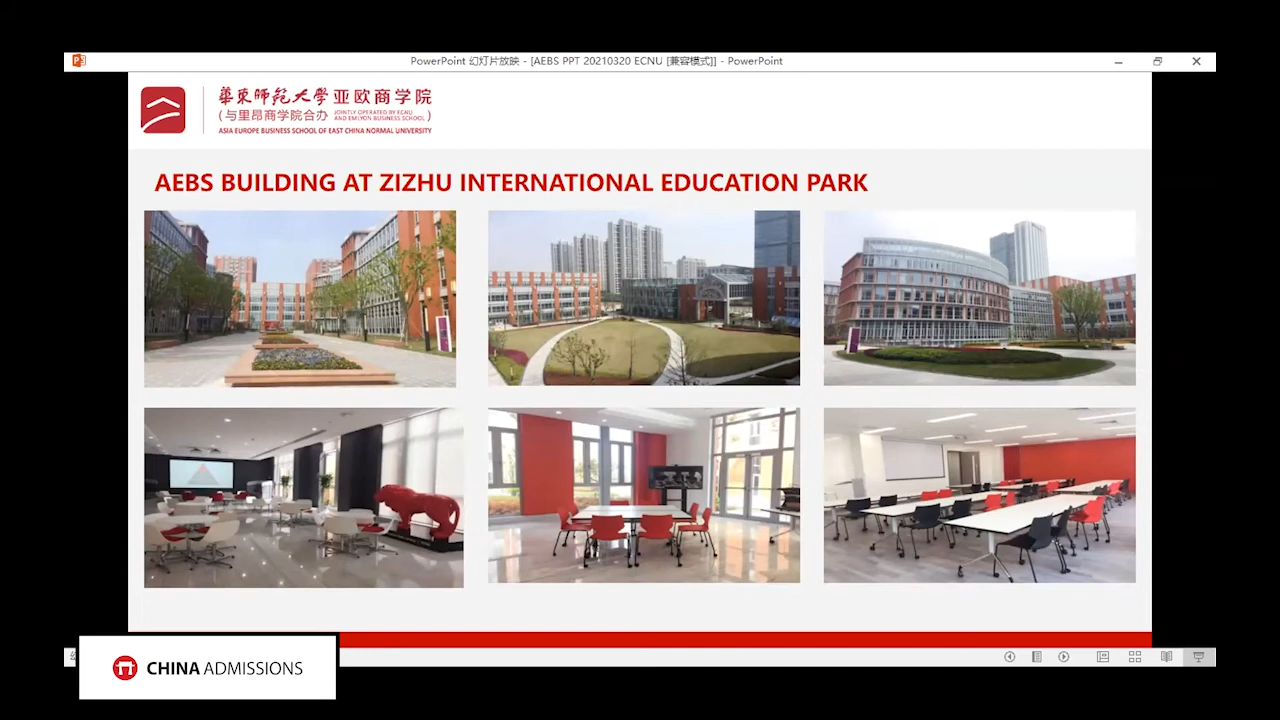 PowerPoint 幻灯片放映 - [AEBS PPT 20210320 ECNU [兼容模式]] - PowerPoint
華東师范大學 亚欧商学院
(与里昂商学院合办 JOINTLY OPERATED BY ECNU AND EMLYON BUSINESS SCHOOL)
ASIA EUROPE BUSINESS SCHOOL OF EAST CHINA NORMAL UNIVERSITY
AEBS BUILDING AT ZIZHU INTERNATIONAL EDUCATION PARK
CHINA ADMISSIONS